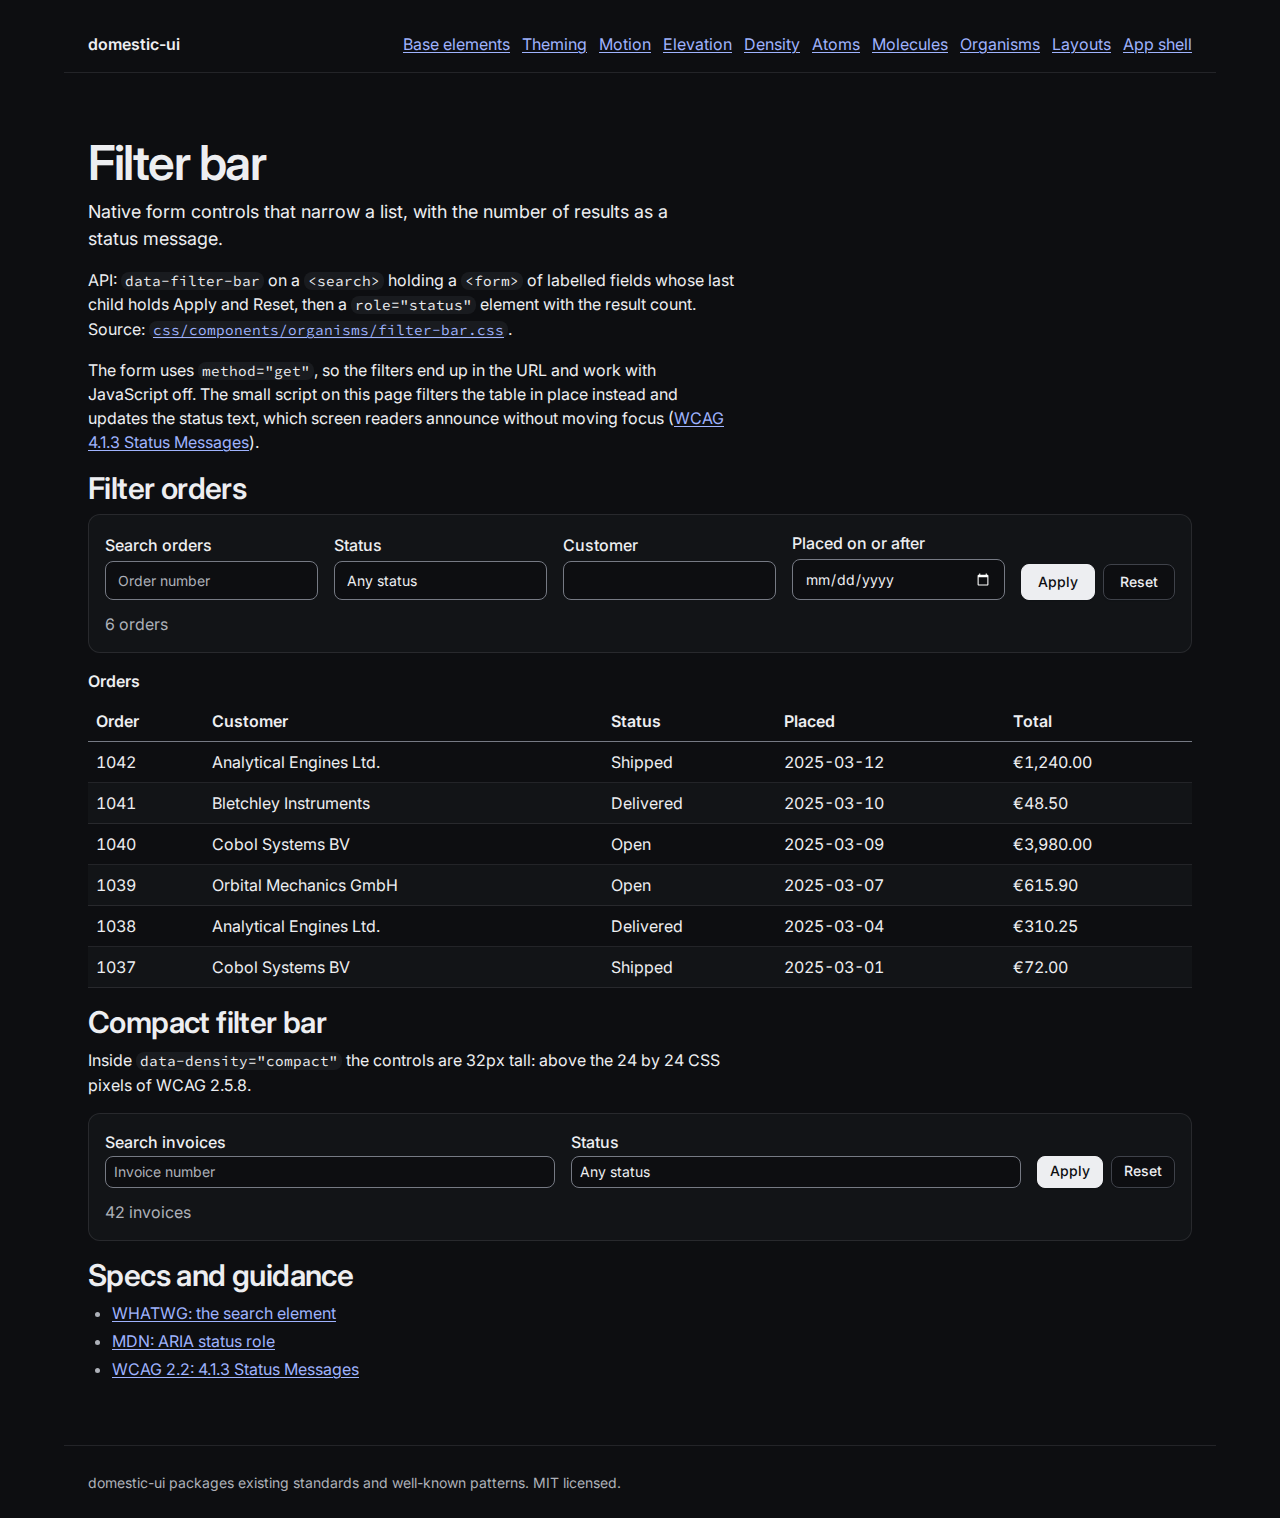 domestic-ui
Base elements Theming Motion Elevation Density Atoms Molecules Organisms Layouts App shell
Filter bar
Native form controls that narrow a list, with the number of results as a
status message.
API: data-filter-bar on a <search> holding a <form> of labelled fields whose last
child holds Apply and Reset, then a role="status" element with the result count.
Source: css/components/organisms/filter-bar.css.
The form uses method="get", so the filters end up in the URL and work with
JavaScript off. The small script on this page filters the table in place instead and
updates the status text, which screen readers announce without moving focus (WCAG
4.1.3 Status Messages).
Filter orders
Search orders Status Customer Placed on or after
Order number Any status mm/dd/yyyy Apply Reset
6 orders
Orders
Order Customer Status Placed Total
1042 Analytical Engines Ltd. Shipped 2025-03-12 €1,240.00
1041 Bletchley Instruments Delivered 2025-03-10 €48.50
1040 Cobol Systems BV Open 2025-03-09 €3,980.00
1039 Orbital Mechanics GmbH Open 2025-03-07 €615.90
1038 Analytical Engines Ltd. Delivered 2025-03-04 €310.25
1037 Cobol Systems BV Shipped 2025-03-01 €72.00
Compact filter bar
Inside data-density="compact" the controls are 32px tall: above the 24 by 24 CSS
pixels of WCAG 2.5.8.
Search invoices Status
Invoice number Any status Apply Reset
42 invoices
Specs and guidance
WHATWG: the search element
MDN: ARIA status role
WCAG 2.2: 4.1.3 Status Messages
domestic-ui packages existing standards and well-known patterns. MIT licensed.